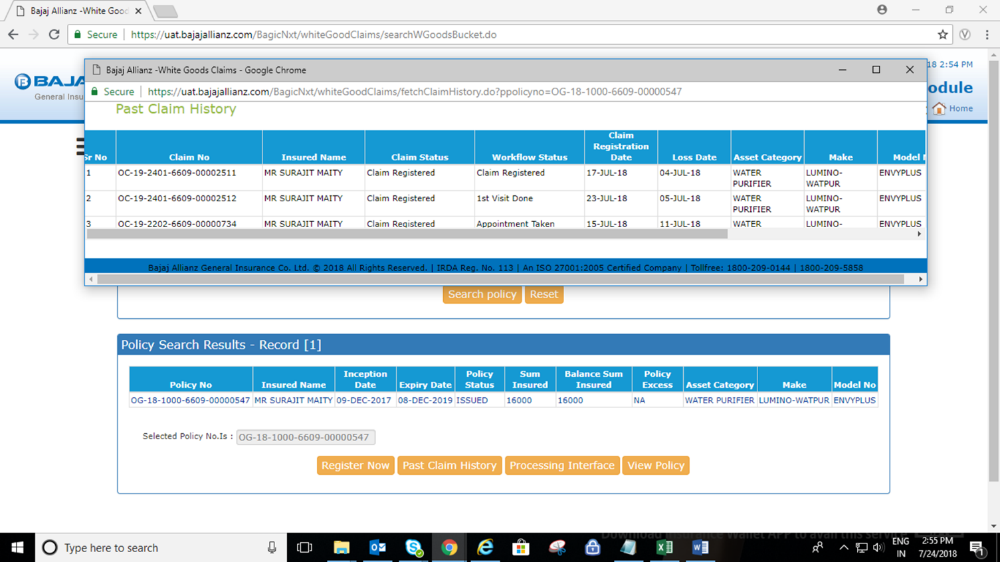 Bajaj Allianz -White Good
Secure | https://uat.bajajallianz.com/BagicNxt/whiteGoodClaims/searchWGoodsBucket.do
18 2:54 PM
BAJA
General Insu
odule
Home
Bajaj Allianz -White Goods Claims - Google Chrome
Secure | https://uat.bajajallianz.com/BagicNxt/whiteGoodClaims/fetchClaimHistory.do?ppolicyno=OG-18-1000-6609-00000547
Past Claim History
Sr No Claim No Insured Name Claim Status Workflow Status Claim Registration Date Loss Date Asset Category Make Model N
1 OC-19-2401-6609-00002511 MR SURAJIT MAITY Claim Registered Claim Registered 17-JUL-18 04-JUL-18 WATER PURIFIER LUMINO-WATPUR ENVYPLUS
2 OC-19-2401-6609-00002512 MR SURAJIT MAITY Claim Registered 1st Visit Done 23-JUL-18 05-JUL-18 WATER PURIFIER LUMINO-WATPUR ENVYPLUS
3 OC-19-2202-6609-00000734 MR SURAJIT MAITY Claim Registered Appointment Taken 15-JUL-18 11-JUL-18 WATER LUMINO- ENVYPLUS
Bajaj Allianz General Insurance Co. Ltd. © 2018 All Rights Reserved. | IRDA Reg. No. 113 | An ISO 27001:2005 Certified Company | Tollfree: 1800-209-0144 | 1800-209-5858
Search policy Reset
Policy Search Results - Record [1]
Policy No Insured Name Inception Date Expiry Date Policy Status Sum Insured Balance Sum Insured Policy Excess Asset Category Make Model No
OG-18-1000-6609-00000547 MR SURAJIT MAITY 09-DEC-2017 08-DEC-2019 ISSUED 16000 16000 NA WATER PURIFIER LUMINO-WATPUR ENVYPLUS
Selected Policy No.Is : OG-18-1000-6609-00000547
Register Now Past Claim History Processing Interface View Policy
Download Insurance Wallet APP to avail this service
Type here to search
ENG
IN
2:55 PM
7/24/2018
1